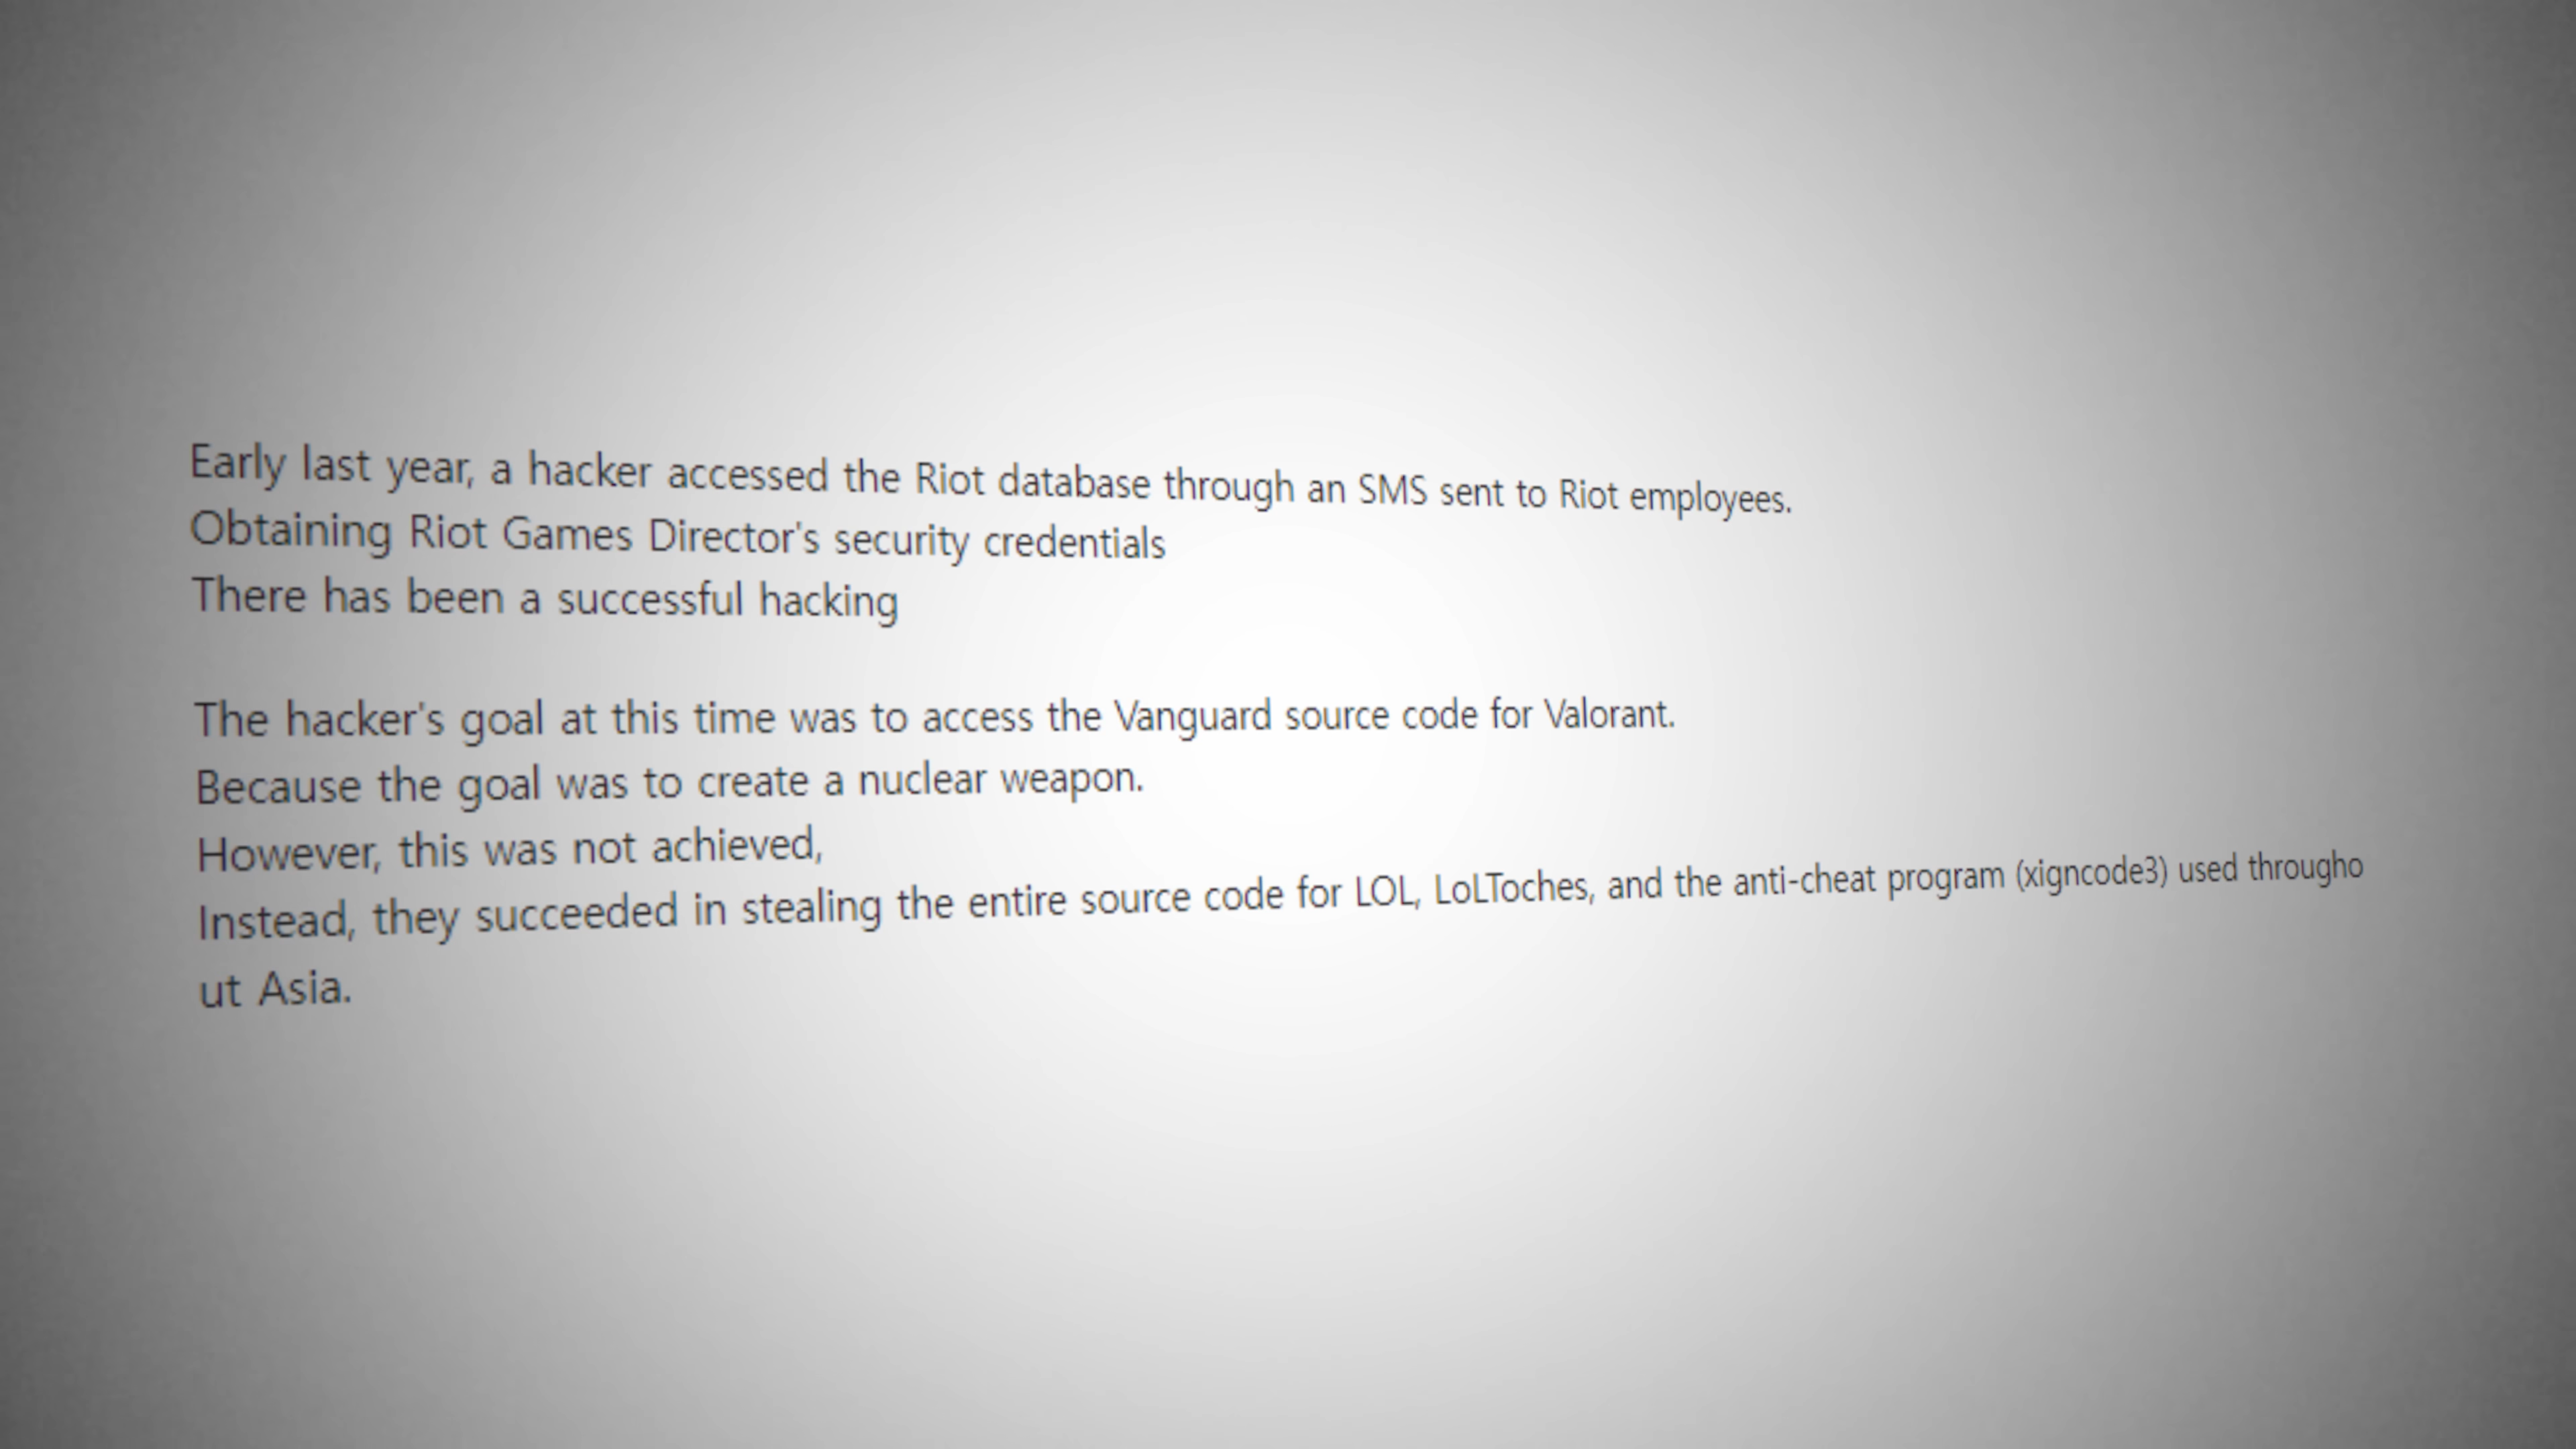 Early last year, a hacker accessed the Riot database through an SMS sent to Riot employees.
Obtaining Riot Games Director's security credentials
There has been a successful hacking
The hacker's goal at this time was to access the Vanguard source code for Valorant.
Because the goal was to create a nuclear weapon.
However, this was not achieved,
Instead, they succeeded in stealing the entire source code for LOL, LoLToches, and the anti-cheat program (xigncode3) used througho
ut Asia.